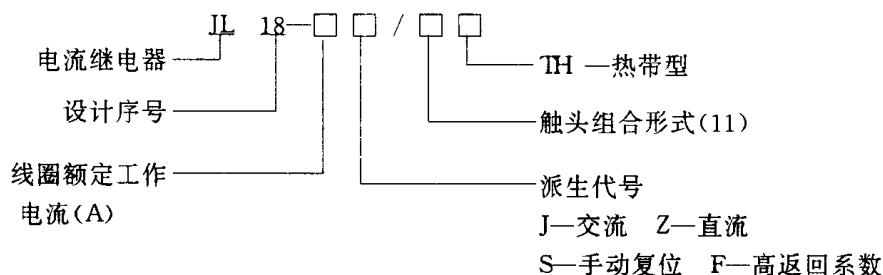 JL 18—□ □ / □ □
电流继电器
TH —热带型
设计序号
触头组合形式(11)
线圈额定工作
电流(A)
派生代号
J—交流 Z—直流
S—手动复位 F—高返回系数